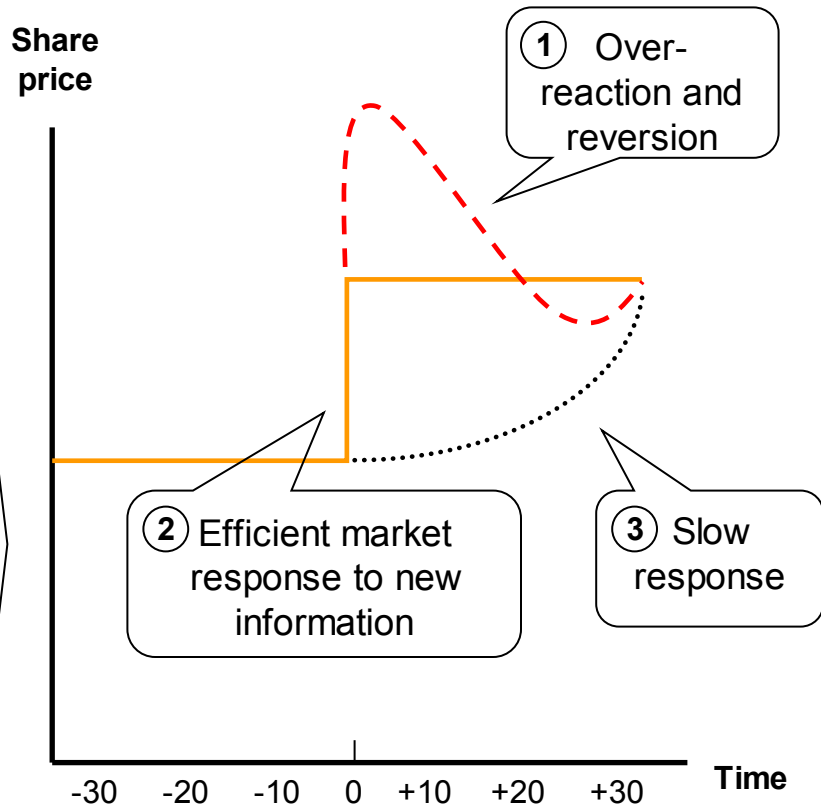 Share
price
1 Over-
reaction and
reversion
2 Efficient market
response to new
information
3 Slow
response
-30 -20 -10 0 +10 +20 +30
Time